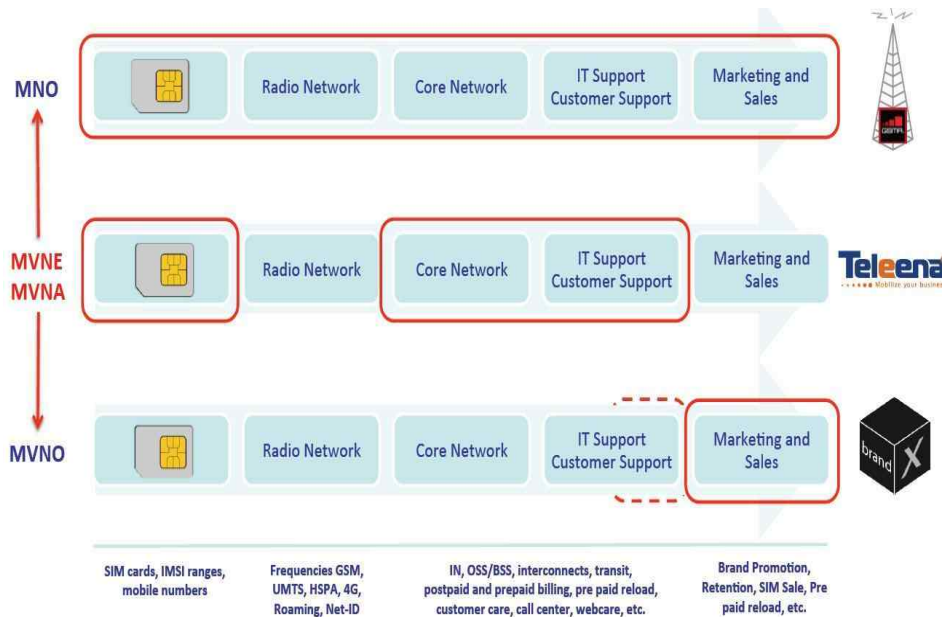 MNO
Radio Network
Core Network
IT Support
Customer Support
Marketing and
Sales
GSMA
MVNE
MVNA
Radio Network
Core Network
IT Support
Customer Support
Marketing and
Sales
Teleena
Mobilize your business
MVNO
Radio Network
Core Network
IT Support
Customer Support
Marketing and
Sales
brand X
SIM cards, IMSI ranges,
mobile numbers
Frequencies GSM,
UMTS, HSPA, 4G,
Roaming, Net-ID
IN, OSS/BSS, interconnects, transit,
postpaid and prepaid billing, pre paid reload,
customer care, call center, webcare, etc.
Brand Promotion,
Retention, SIM Sale, Pre
paid reload, etc.